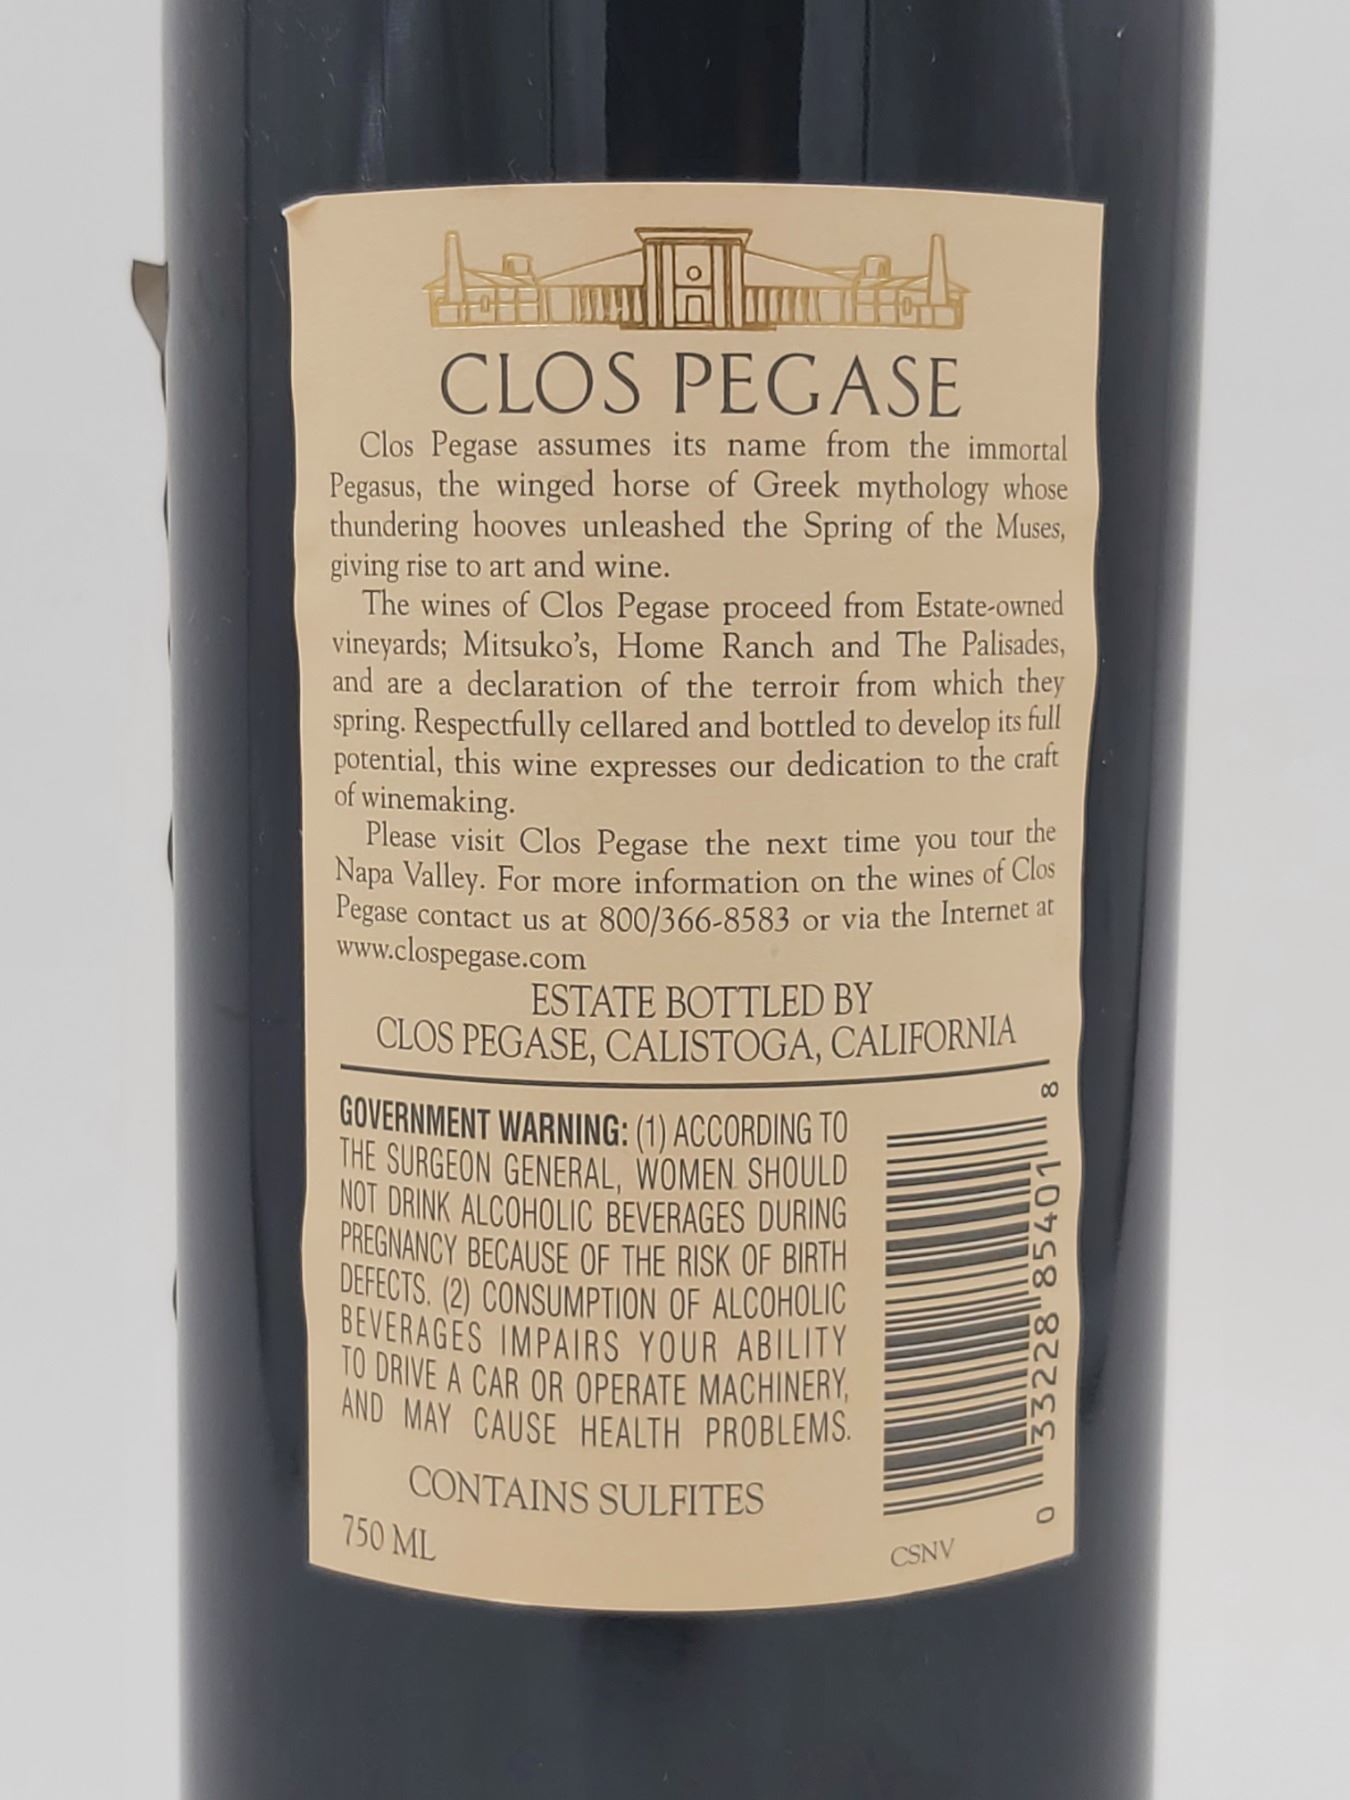 CLOS PEGASE
Clos Pegase assumes its name from the immortal
Pegasus, the winged horse of Greek mythology whose
thundering hooves unleashed the Spring of the Muses,
giving rise to art and wine.
The wines of Clos Pegase proceed from Estate-owned
vineyards; Mitsuko's, Home Ranch and The Palisades,
and are a declaration of the terroir from which they
spring. Respectfully cellared and bottled to develop its full
potential, this wine expresses our dedication to the craft
of winemaking.
Please visit Clos Pegase the next time you tour the
Napa Valley. For more information on the wines of Clos
Pegase contact us at 800/366-8583 or via the Internet at
www.clospegase.com
ESTATE BOTTLED BY
CLOS PEGASE, CALISTOGA, CALIFORNIA
GOVERNMENT WARNING: (1) ACCORDING TO
THE SURGEON GENERAL, WOMEN SHOULD
NOT DRINK ALCOHOLIC BEVERAGES DURING
PREGNANCY BECAUSE OF THE RISK OF BIRTH
DEFECTS. (2) CONSUMPTION OF ALCOHOLIC
BEVERAGES IMPAIRS YOUR ABILITY
TO DRIVE A CAR OR OPERATE MACHINERY,
AND MAY CAUSE HEALTH PROBLEMS.
CONTAINS SULFITES
750 ML
0 33228 85401 8
CSNV